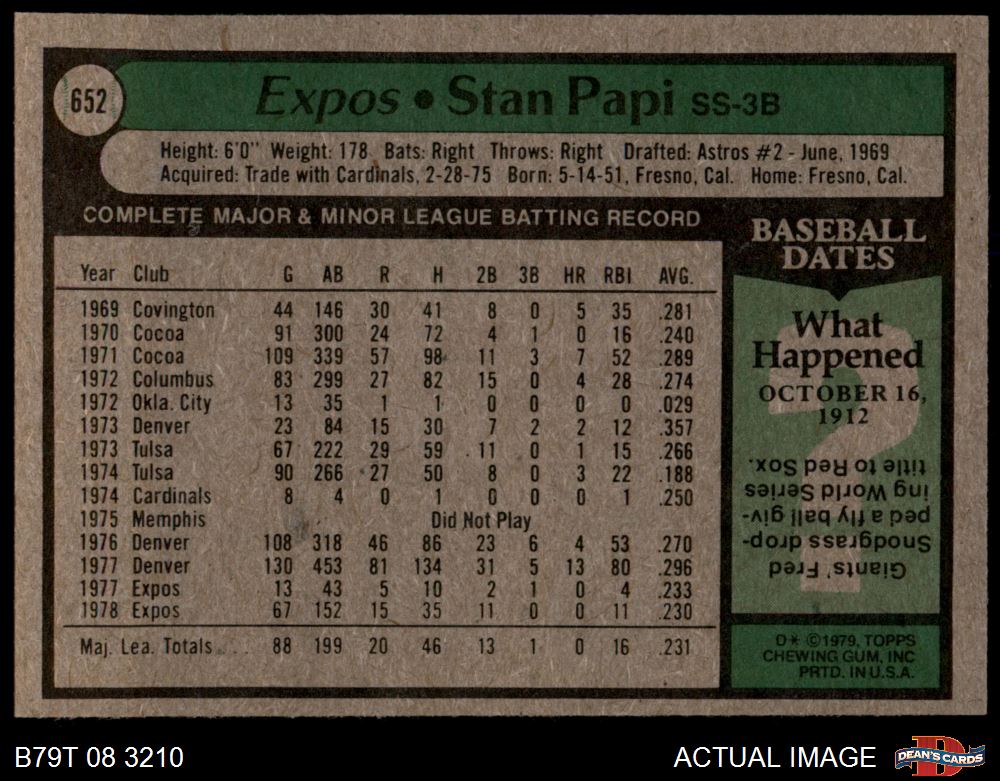 652
Expos • Stan Papi SS-3B
Height: 6'0" Weight: 178 Bats: Right Throws: Right Drafted: Astros #2 - June, 1969
Acquired: Trade with Cardinals, 2-28-75 Born: 5-14-51, Fresno, Cal. Home: Fresno, Cal.
COMPLETE MAJOR & MINOR LEAGUE BATTING RECORD
Year Club G AB R H 2B 3B HR RBI AVG.
1969 Covington 44 146 30 41 8 0 5 35 .281
1970 Cocoa 91 300 24 72 4 1 0 16 .240
1971 Cocoa 109 339 57 98 11 3 7 52 .289
1972 Columbus 83 299 27 82 15 0 4 28 .274
1972 Okla. City 13 35 1 1 0 0 0 0 .029
1973 Denver 23 84 15 30 7 2 2 12 .357
1973 Tulsa 67 222 29 59 11 0 1 15 .266
1974 Tulsa 90 266 27 50 8 0 3 22 .188
1974 Cardinals 8 4 0 1 0 0 0 1 .250
1975 Memphis Did Not Play
1976 Denver 108 318 46 86 23 6 4 53 .270
1977 Denver 130 453 81 134 31 5 13 80 .296
1977 Expos 13 43 5 10 2 1 0 4 .233
1978 Expos 67 152 15 35 11 0 0 11 .230
Maj. Lea. Totals . . . 88 199 20 46 13 1 0 16 .231
BASEBALL
DATES
What
Happened
OCTOBER 16,
1912
Giants' Fred
Snodgrass drop-
ped a fly ball giv-
ing World Series
title to Red Sox.
D* ©1979, TOPPS
CHEWING GUM, INC
PRTD. IN U.S.A.
B79T 08 3210
ACTUAL IMAGE
DEAN'S CARDS